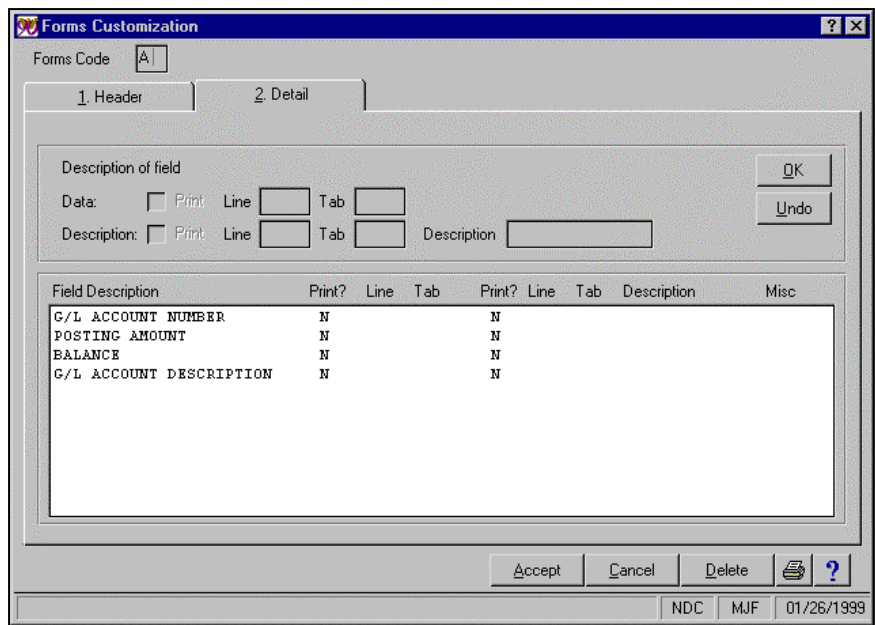 Forms Customization
Forms Code A
1. Header 2. Detail
Description of field
OK
Data: Print Line Tab
Undo
Description: Print Line Tab Description
Field Description Print? Line Tab Print? Line Tab Description Misc
G/L ACCOUNT NUMBER N N
POSTING AMOUNT N N
BALANCE N N
G/L ACCOUNT DESCRIPTION N N
Accept Cancel Delete ?
NDC MJF 01/26/1999